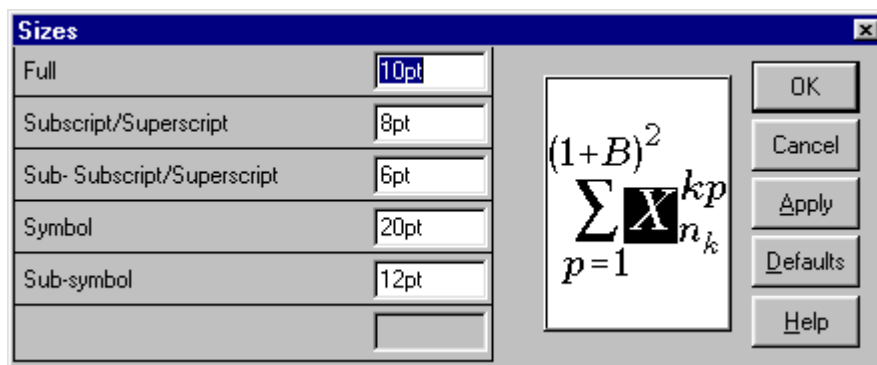 Sizes
Full 10pt
Subscript/Superscript 8pt
Sub- Subscript/Superscript 6pt
Symbol 20pt
Sub-symbol 12pt
(1+B)²
∑ X kp
n k
p=1
OK
Cancel
Apply
Defaults
Help